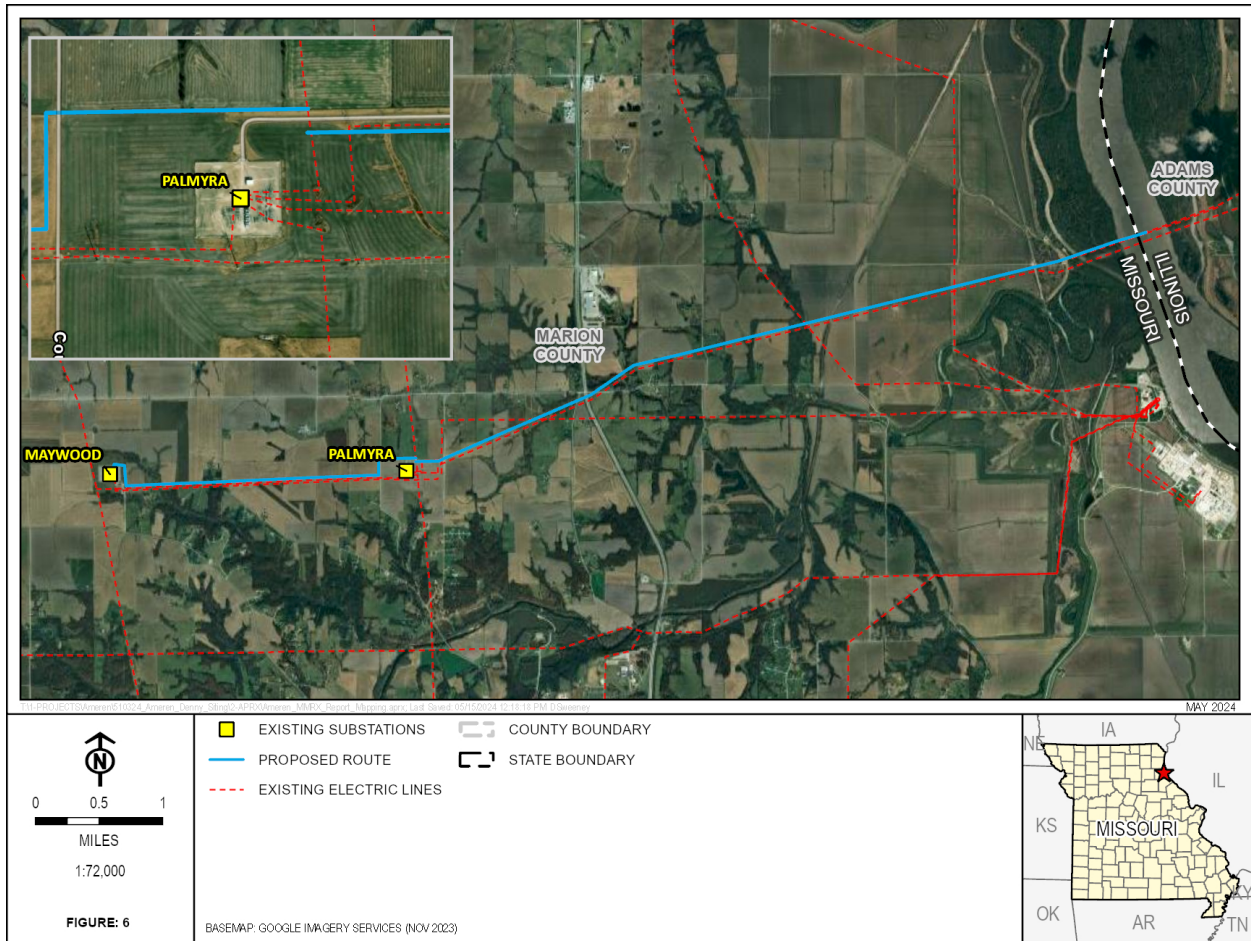 PALMYRA
Co
ADAMS
COUNTY
ILLINOIS
MISSOURI
MARION
COUNTY
MAYWOOD
PALMYRA
MAY 2024
N
0 0.5 1
MILES
1:72,000
FIGURE: 6
EXISTING SUBSTATIONS
PROPOSED ROUTE
EXISTING ELECTRIC LINES
COUNTY BOUNDARY
STATE BOUNDARY
BASEMAP: GOOGLE IMAGERY SERVICES (NOV 2023)
NE
IA
IL
KS
MISSOURI
OK
AR
KY
TN